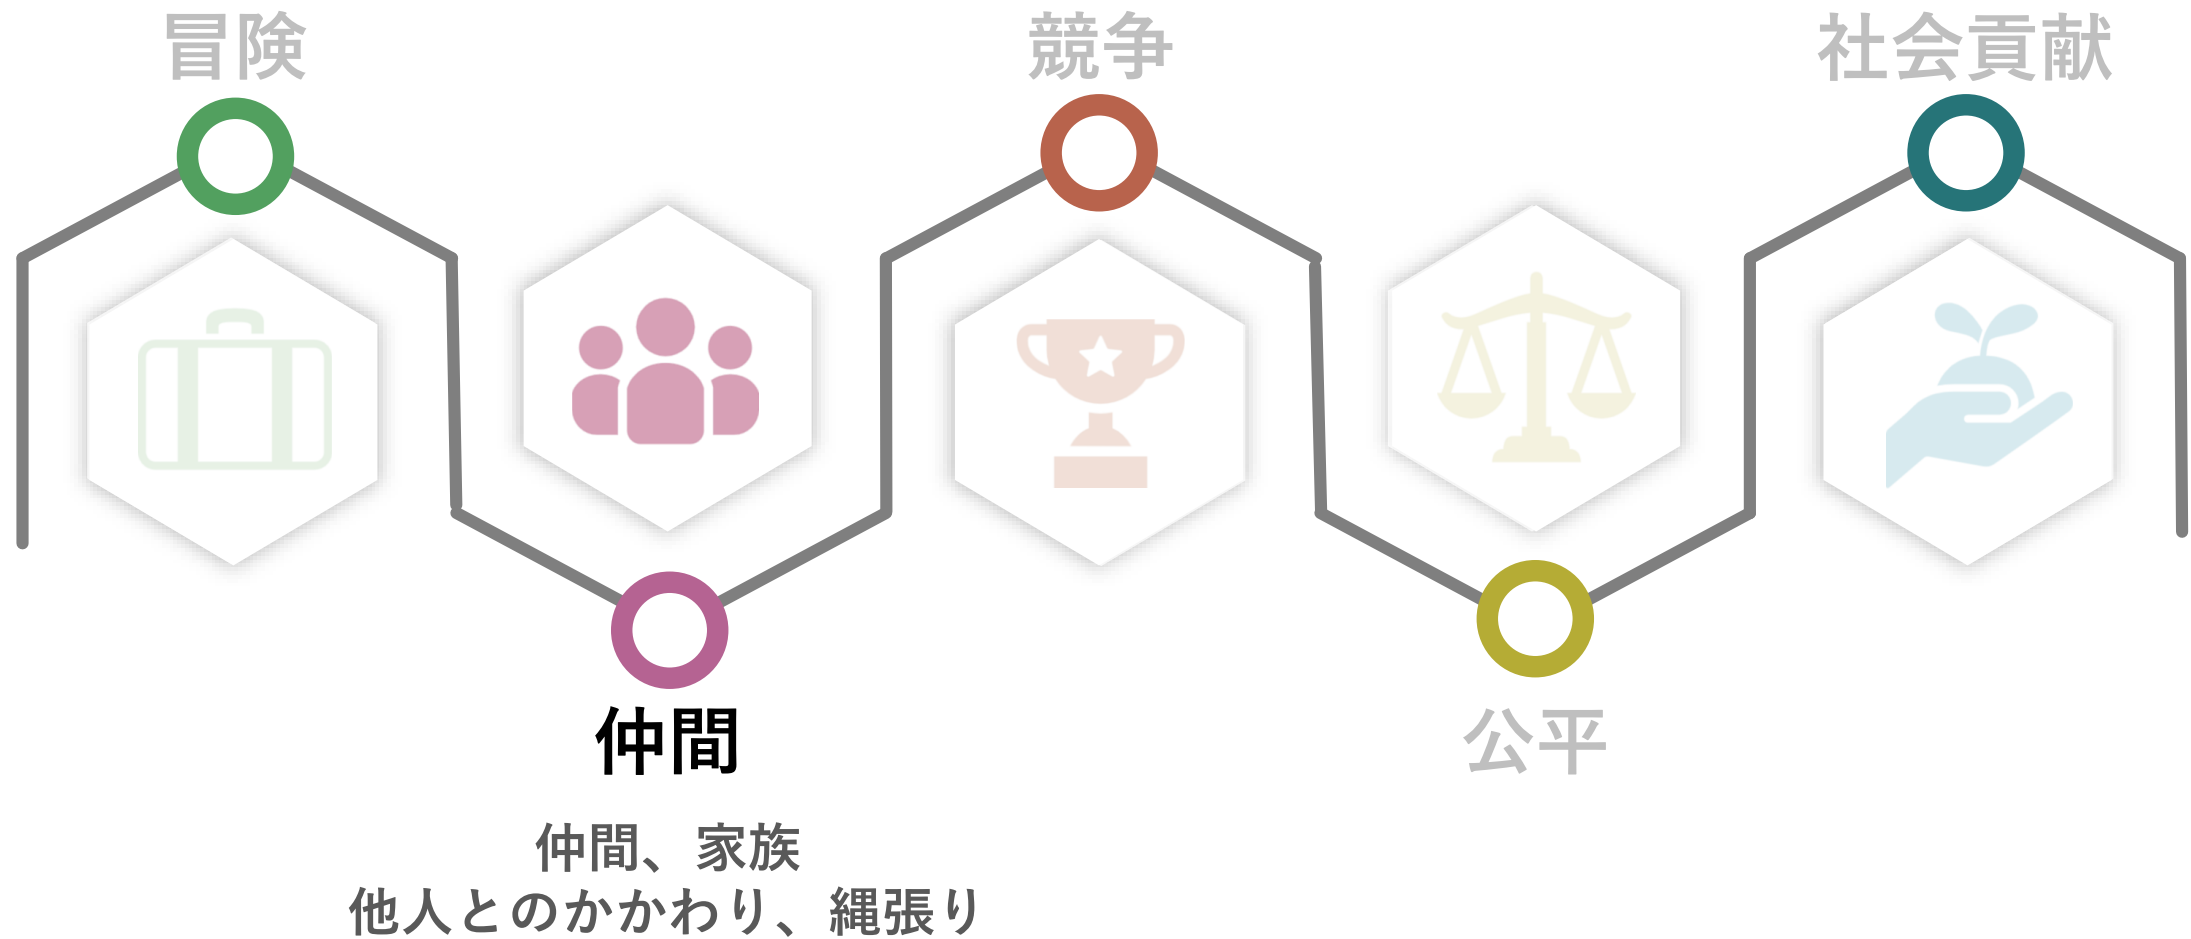 冒険
競争
社会貢献
仲間
公平
仲間、家族
他人とのかかわり、縄張り